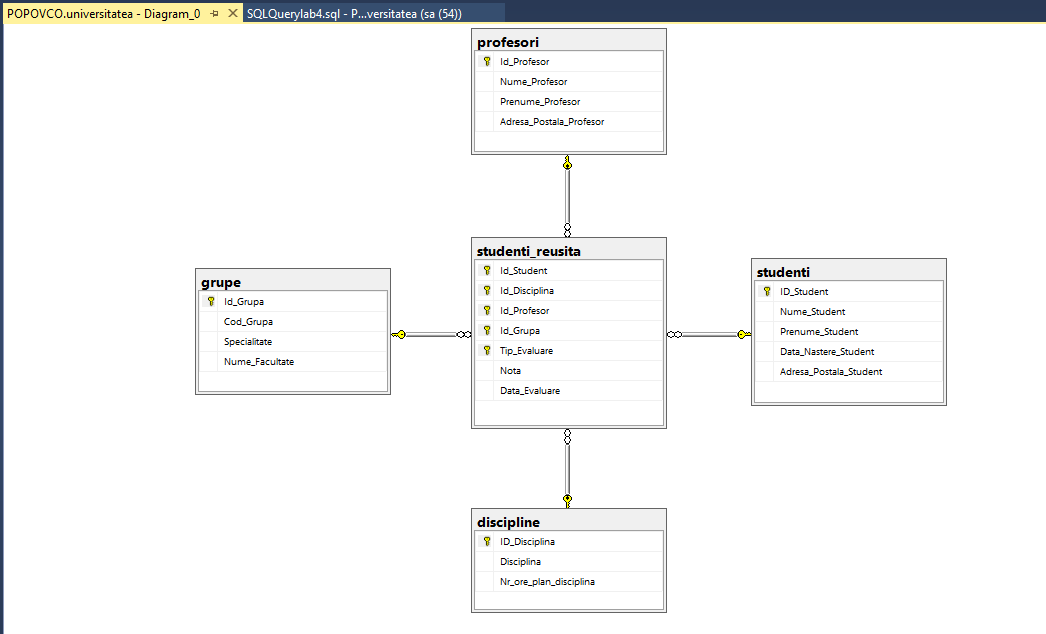 POPOVCO.universitatea - Diagram_0
SQLQuerylab4.sql - P...versitatea (sa (54))
profesori
Id_Profesor
Nume_Profesor
Prenume_Profesor
Adresa_Postala_Profesor
grupe
Id_Grupa
Cod_Grupa
Specialitate
Nume_Facultate
studenti_reusita
Id_Student
Id_Disciplina
Id_Profesor
Id_Grupa
Tip_Evaluare
Nota
Data_Evaluare
studenti
ID_Student
Nume_Student
Prenume_Student
Data_Nastere_Student
Adresa_Postala_Student
discipline
ID_Disciplina
Disciplina
Nr_ore_plan_disciplina